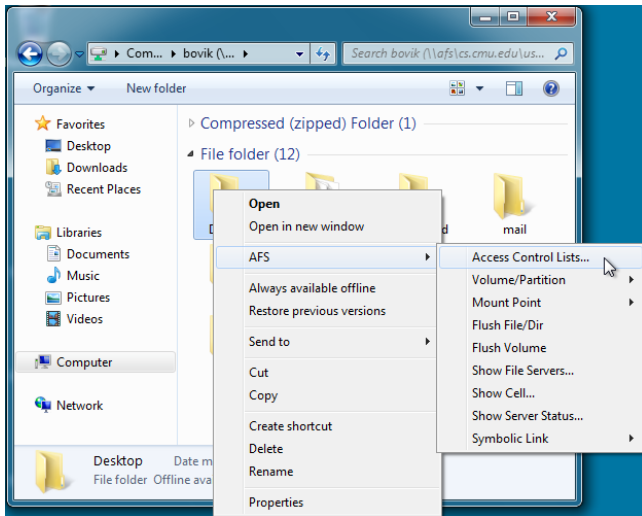 Com... bovik (\... Search bovik (\\afs\cs.cmu.edu\us...
Organize New folder
Favorites
Desktop
Downloads
Recent Places
Libraries
Documents
Music
Pictures
Videos
Computer
Network
Compressed (zipped) Folder (1)
File folder (12)
mail
Open
Open in new window
AFS
Always available offline
Restore previous versions
Send to
Cut
Copy
Create shortcut
Delete
Rename
Properties
Access Control Lists...
Volume/Partition
Mount Point
Flush File/Dir
Flush Volume
Show File Servers...
Show Cell...
Show Server Status...
Symbolic Link
Desktop Date m
File folder Offline ava